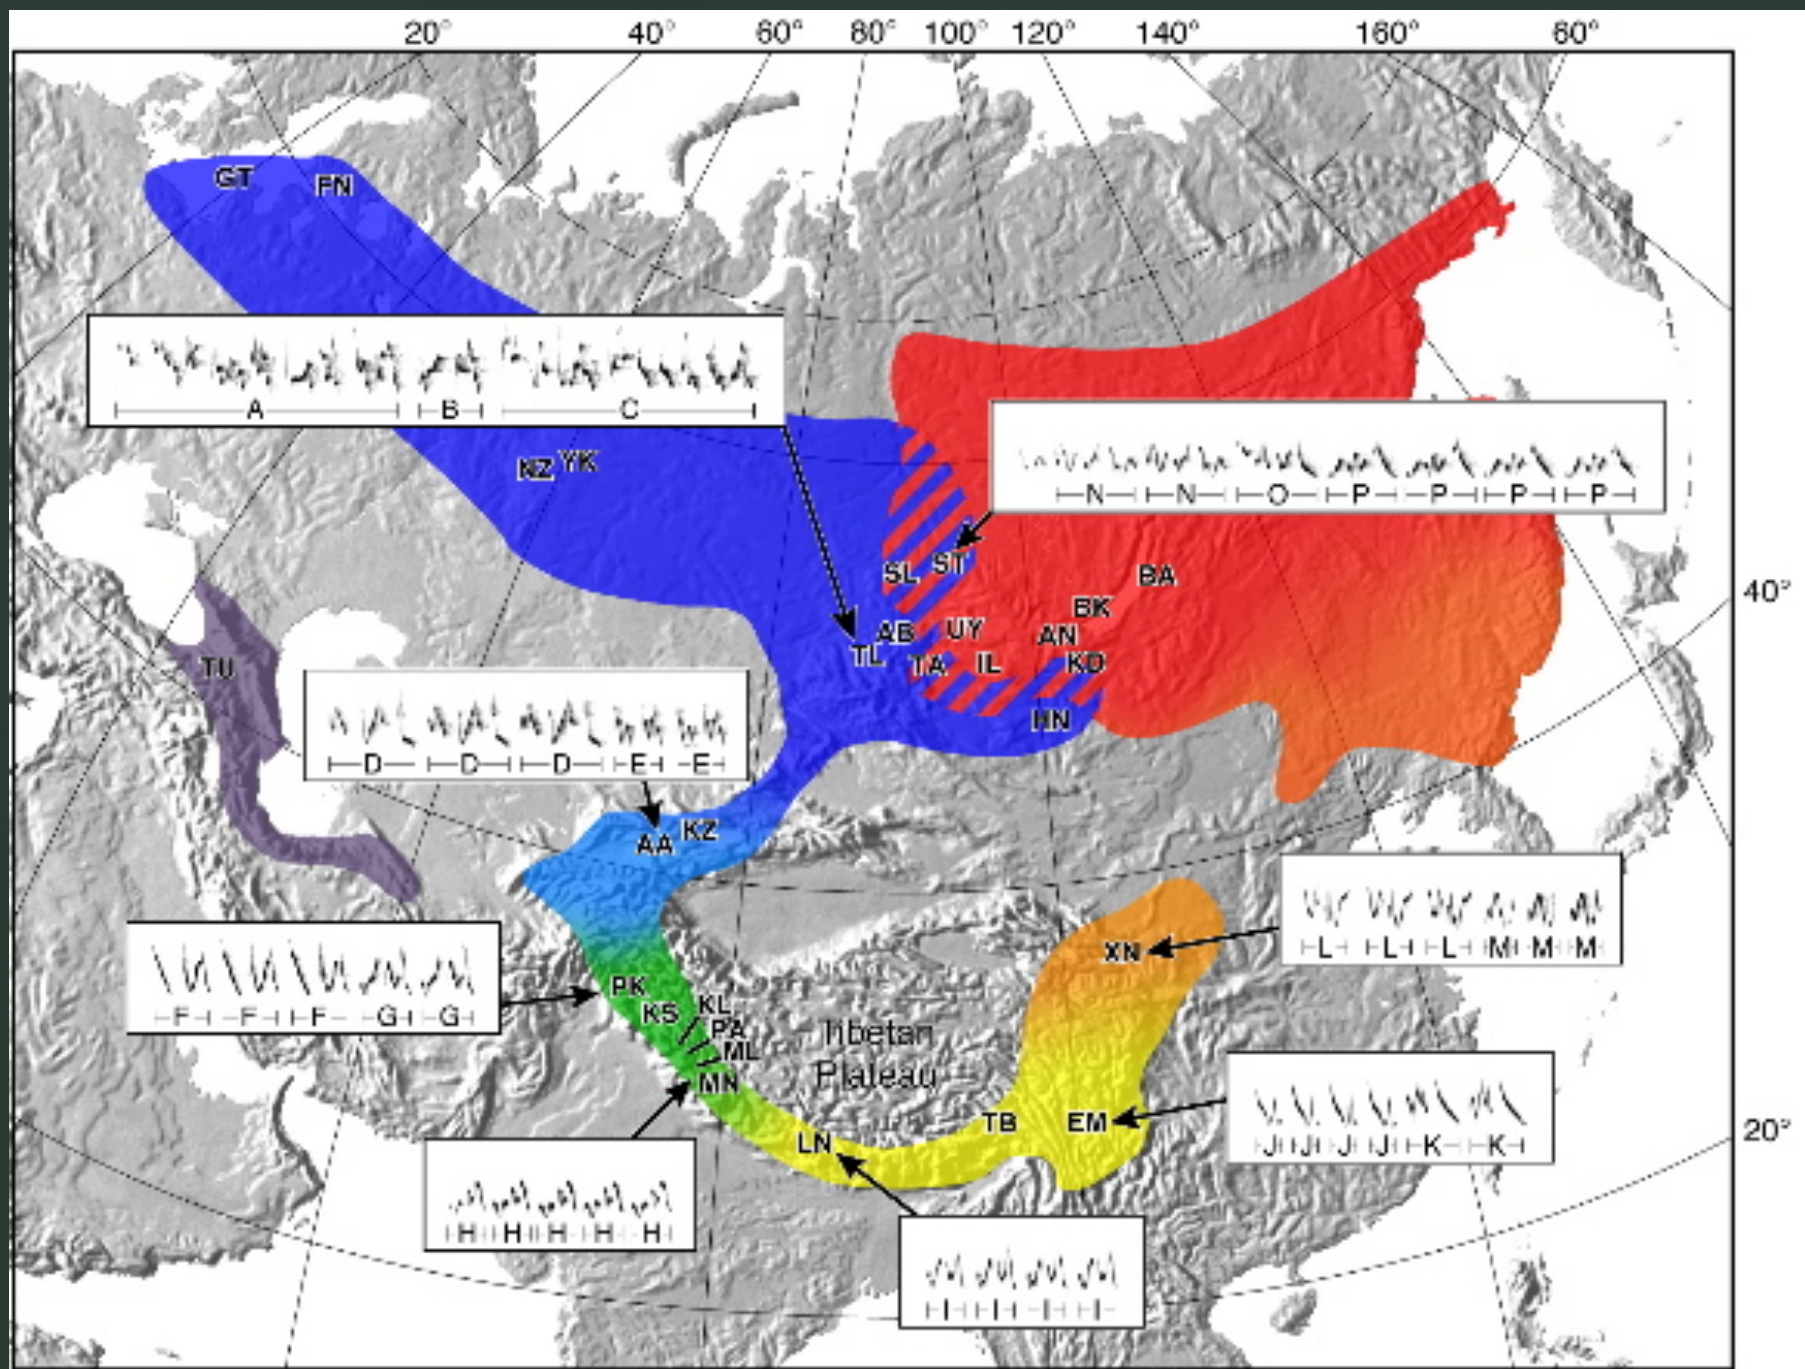 20° 40° 60° 80° 100° 120° 140° 160° 60°
GT FN
A B C
NZ YK
N N O P P P P
SL ST BA
40°
BK
AB UY AN
TL TA IL KD
TU
HN
D D D E E
AA KZ
XN
L L L M M M
PK
KS KL
F F F G G
PA
ML
Tibetan
Plateau
MN
TB EM
J J J J K K
20°
LN
H H H H H
I I I I